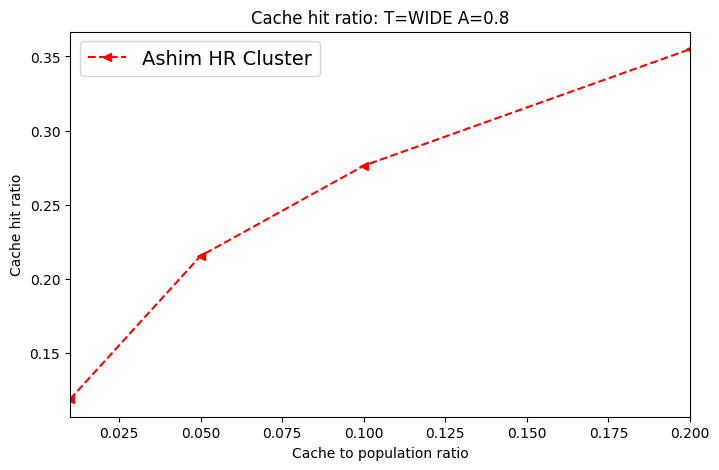 Cache hit ratio: T=WIDE A=0.8
Ashim HR Cluster
0.35
0.30
0.25
0.20
0.15
Cache hit ratio
0.025 0.050 0.075 0.100 0.125 0.150 0.175 0.200
Cache to population ratio